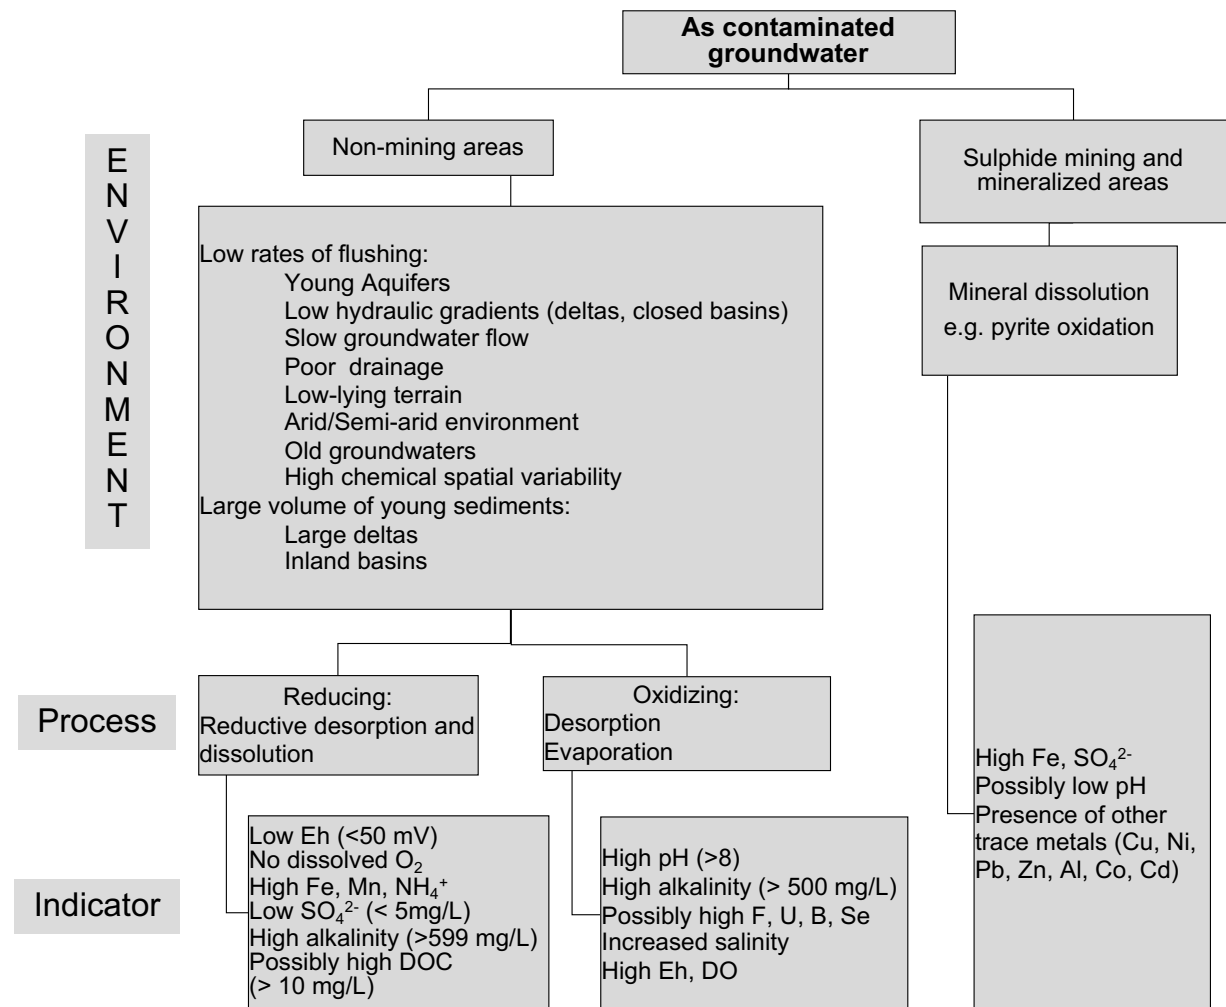 As contaminated
groundwater
Non-mining areas
Sulphide mining and
mineralized areas
E
N
V
I
R
O
N
M
E
N
T
Low rates of flushing:
Young Aquifers
Low hydraulic gradients (deltas, closed basins)
Slow groundwater flow
Poor drainage
Low-lying terrain
Arid/Semi-arid environment
Old groundwaters
High chemical spatial variability
Large volume of young sediments:
Large deltas
Inland basins
Mineral dissolution
e.g. pyrite oxidation
Process
Reducing:
Reductive desorption and
dissolution
Oxidizing:
Desorption
Evaporation
Indicator
Low Eh (<50 mV)
No dissolved O₂
High Fe, Mn, NH₄⁺
Low SO₄²⁻ (< 5mg/L)
High alkalinity (>599 mg/L)
Possibly high DOC
(> 10 mg/L)
High pH (>8)
High alkalinity (> 500 mg/L)
Possibly high F, U, B, Se
Increased salinity
High Eh, DO
High Fe, SO₄²⁻
Possibly low pH
Presence of other
trace metals (Cu, Ni,
Pb, Zn, Al, Co, Cd)